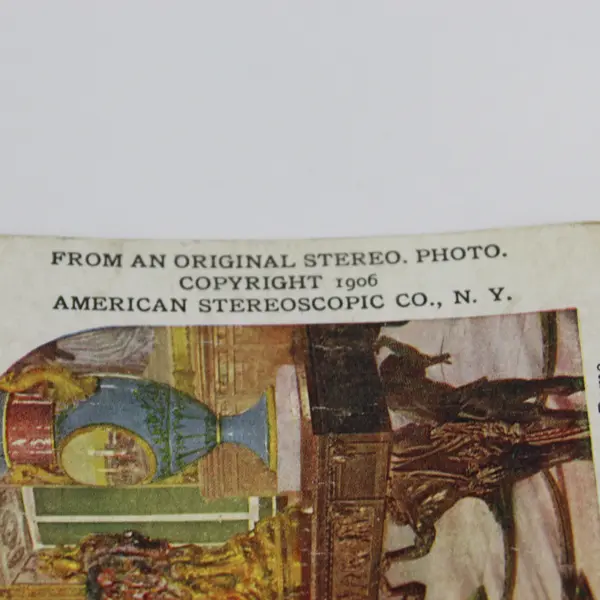 FROM AN ORIGINAL STEREO. PHOTO.
COPYRIGHT 1906
AMERICAN STEREOSCOPIC CO., N. Y.